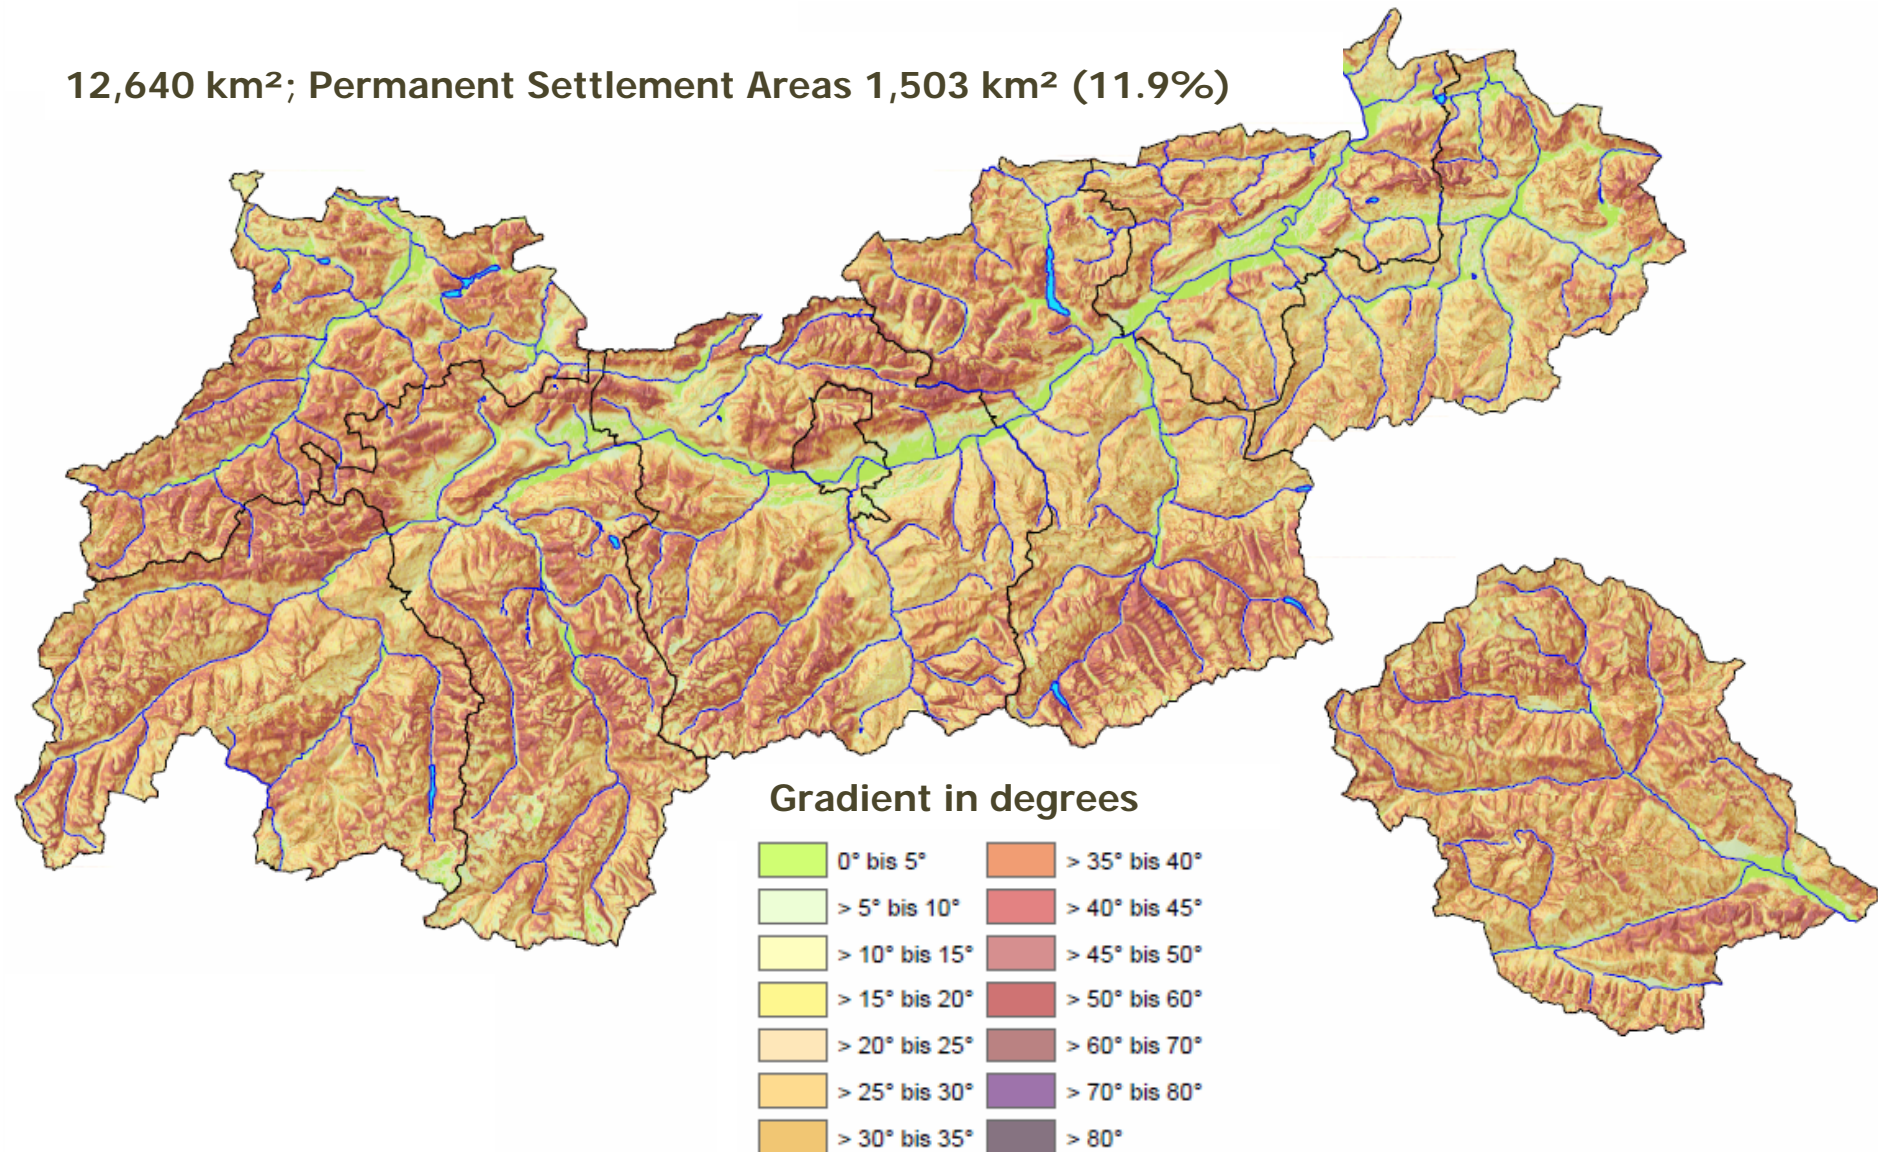 12,640 km²; Permanent Settlement Areas 1,503 km² (11.9%)
Gradient in degrees
0° bis 5°
> 5° bis 10°
> 10° bis 15°
> 15° bis 20°
> 20° bis 25°
> 25° bis 30°
> 30° bis 35°
> 35° bis 40°
> 40° bis 45°
> 45° bis 50°
> 50° bis 60°
> 60° bis 70°
> 70° bis 80°
> 80°